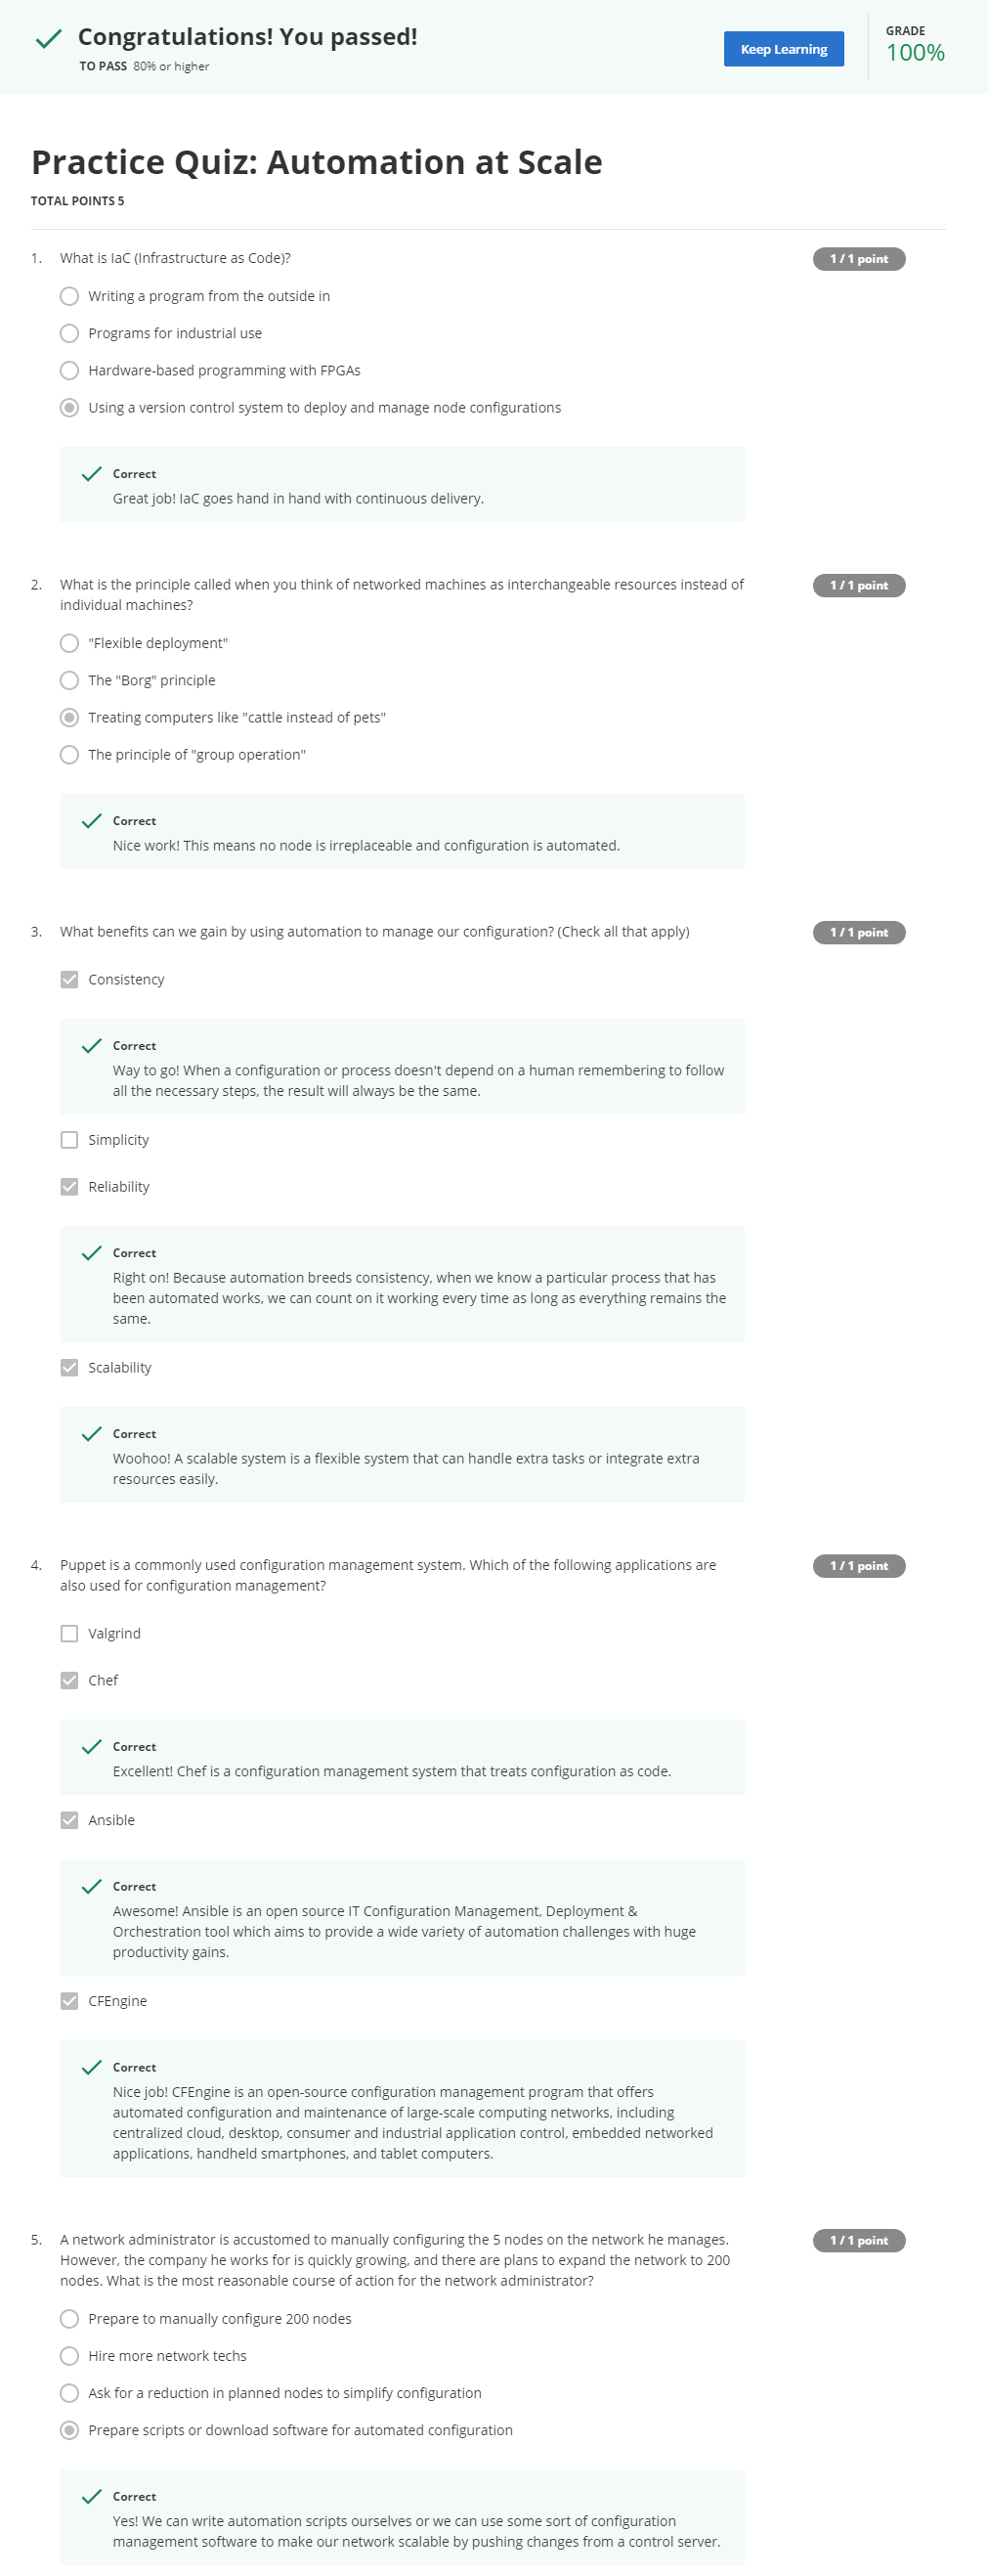 Congratulations! You passed!
TO PASS 80% or higher
Keep Learning
GRADE
100%
Practice Quiz: Automation at Scale
TOTAL POINTS 5
1. What is IaC (Infrastructure as Code)?
1 / 1 point
Writing a program from the outside in
Programs for industrial use
Hardware-based programming with FPGAs
Using a version control system to deploy and manage node configurations
Correct
Great job! IaC goes hand in hand with continuous delivery.
2. What is the principle called when you think of networked machines as interchangeable resources instead of
individual machines?
1 / 1 point
"Flexible deployment"
The "Borg" principle
Treating computers like "cattle instead of pets"
The principle of "group operation"
Correct
Nice work! This means no node is irreplaceable and configuration is automated.
3. What benefits can we gain by using automation to manage our configuration? (Check all that apply)
1 / 1 point
Consistency
Correct
Way to go! When a configuration or process doesn't depend on a human remembering to follow
all the necessary steps, the result will always be the same.
Simplicity
Reliability
Correct
Right on! Because automation breeds consistency, when we know a particular process that has
been automated works, we can count on it working every time as long as everything remains the
same.
Scalability
Correct
Woohoo! A scalable system is a flexible system that can handle extra tasks or integrate extra
resources easily.
4. Puppet is a commonly used configuration management system. Which of the following applications are
also used for configuration management?
1 / 1 point
Valgrind
Chef
Correct
Excellent! Chef is a configuration management system that treats configuration as code.
Ansible
Correct
Awesome! Ansible is an open source IT Configuration Management, Deployment &
Orchestration tool which aims to provide a wide variety of automation challenges with huge
productivity gains.
CFEngine
Correct
Nice job! CFEngine is an open-source configuration management program that offers
automated configuration and maintenance of large-scale computing networks, including
centralized cloud, desktop, consumer and industrial application control, embedded networked
applications, handheld smartphones, and tablet computers.
5. A network administrator is accustomed to manually configuring the 5 nodes on the network he manages.
However, the company he works for is quickly growing, and there are plans to expand the network to 200
nodes. What is the most reasonable course of action for the network administrator?
1 / 1 point
Prepare to manually configure 200 nodes
Hire more network techs
Ask for a reduction in planned nodes to simplify configuration
Prepare scripts or download software for automated configuration
Correct
Yes! We can write automation scripts ourselves or we can use some sort of configuration
management software to make our network scalable by pushing changes from a control server.